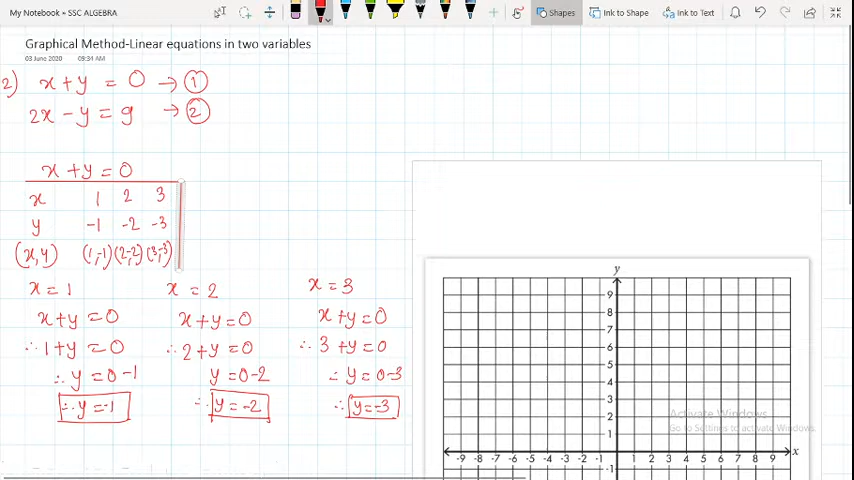 My Notebook » SSC ALGEBRA
Shapes Ink to Shape Ink to Text
Graphical Method-Linear equations in two variables
03 June 2020 09:34 AM
2) x + y = 0 → ①
2x - y = 9 → ②
x + y = 0
x 1 2 3
y -1 -2 -3
(x,y) (1,-1) (2,-2) (3,-3)
x = 1 x = 2 x = 3
x+y = 0 x+y = 0 x+y = 0
∴ 1+y = 0 ∴ 2+y = 0 ∴ 3+y = 0
∴ y = 0-1 y = 0-2 ∴ y = 0-3
∴ y = -1 ∴ y = -2 ∴ y = -3
y
9
8
7
6
5
4
3
2
1
-9 -8 -7 -6 -5 -4 -3 -2 -1 1 2 3 4 5 6 7 8 9 x
-1
Activate Windows
Go to Settings to activate Windows.